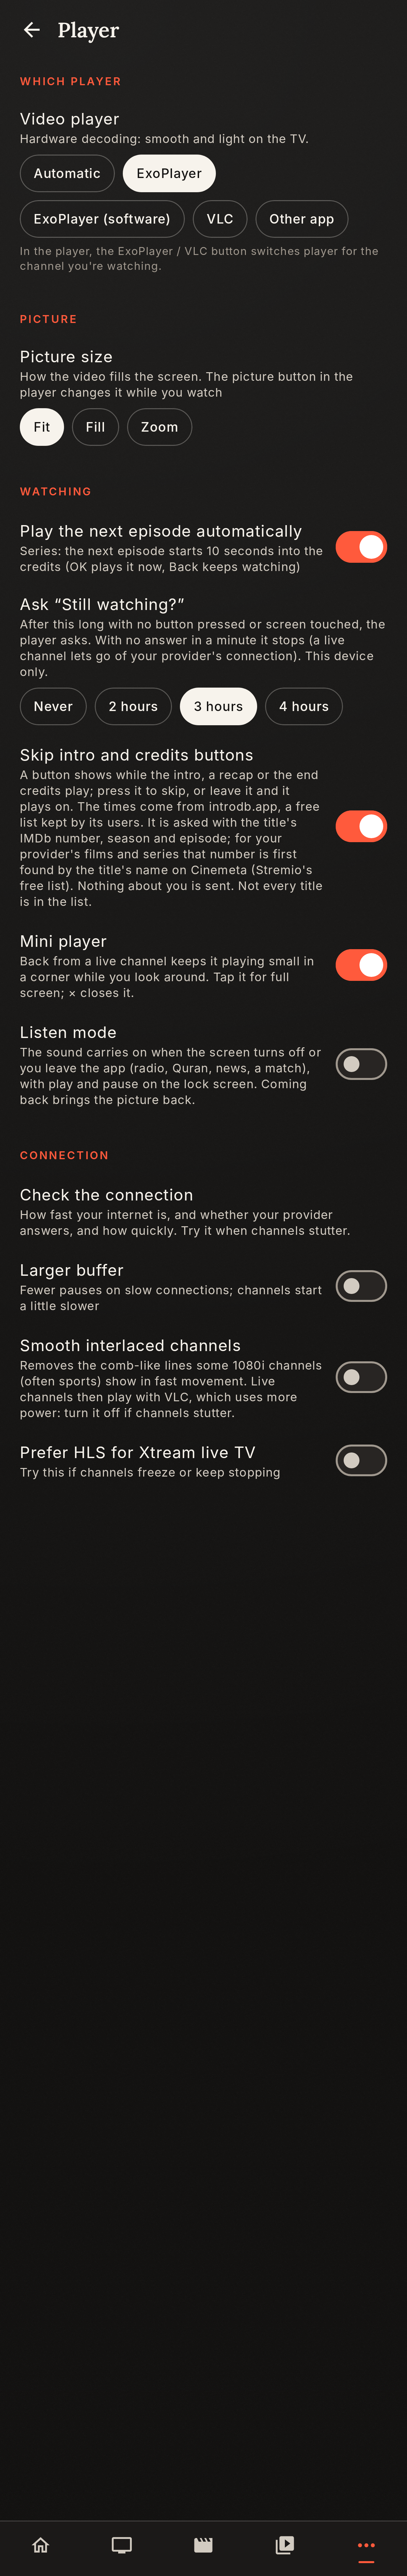 Player
WHICH PLAYER
Video player
Hardware decoding: smooth and light on the TV.
Automatic
ExoPlayer
ExoPlayer (software)
VLC
Other app
In the player, the ExoPlayer / VLC button switches player for the
channel you're watching.
PICTURE
Picture size
How the video fills the screen. The picture button in the
player changes it while you watch
Fit
Fill
Zoom
WATCHING
Play the next episode automatically
Series: the next episode starts 10 seconds into the
credits (OK plays it now, Back keeps watching)
Ask “Still watching?”
After this long with no button pressed or screen touched, the
player asks. With no answer in a minute it stops (a live
channel lets go of your provider's connection). This device
only.
Never
2 hours
3 hours
4 hours
Skip intro and credits buttons
A button shows while the intro, a recap or the end
credits play; press it to skip, or leave it and it
plays on. The times come from introdb.app, a free
list kept by its users. It is asked with the title's
IMDb number, season and episode; for your
provider's films and series that number is first
found by the title's name on Cinemeta (Stremio's
free list). Nothing about you is sent. Not every title
is in the list.
Mini player
Back from a live channel keeps it playing small in
a corner while you look around. Tap it for full
screen; × closes it.
Listen mode
The sound carries on when the screen turns off or
you leave the app (radio, Quran, news, a match),
with play and pause on the lock screen. Coming
back brings the picture back.
CONNECTION
Check the connection
How fast your internet is, and whether your provider
answers, and how quickly. Try it when channels stutter.
Larger buffer
Fewer pauses on slow connections; channels start
a little slower
Smooth interlaced channels
Removes the comb-like lines some 1080i channels
(often sports) show in fast movement. Live
channels then play with VLC, which uses more
power: turn it off if channels stutter.
Prefer HLS for Xtream live TV
Try this if channels freeze or keep stopping